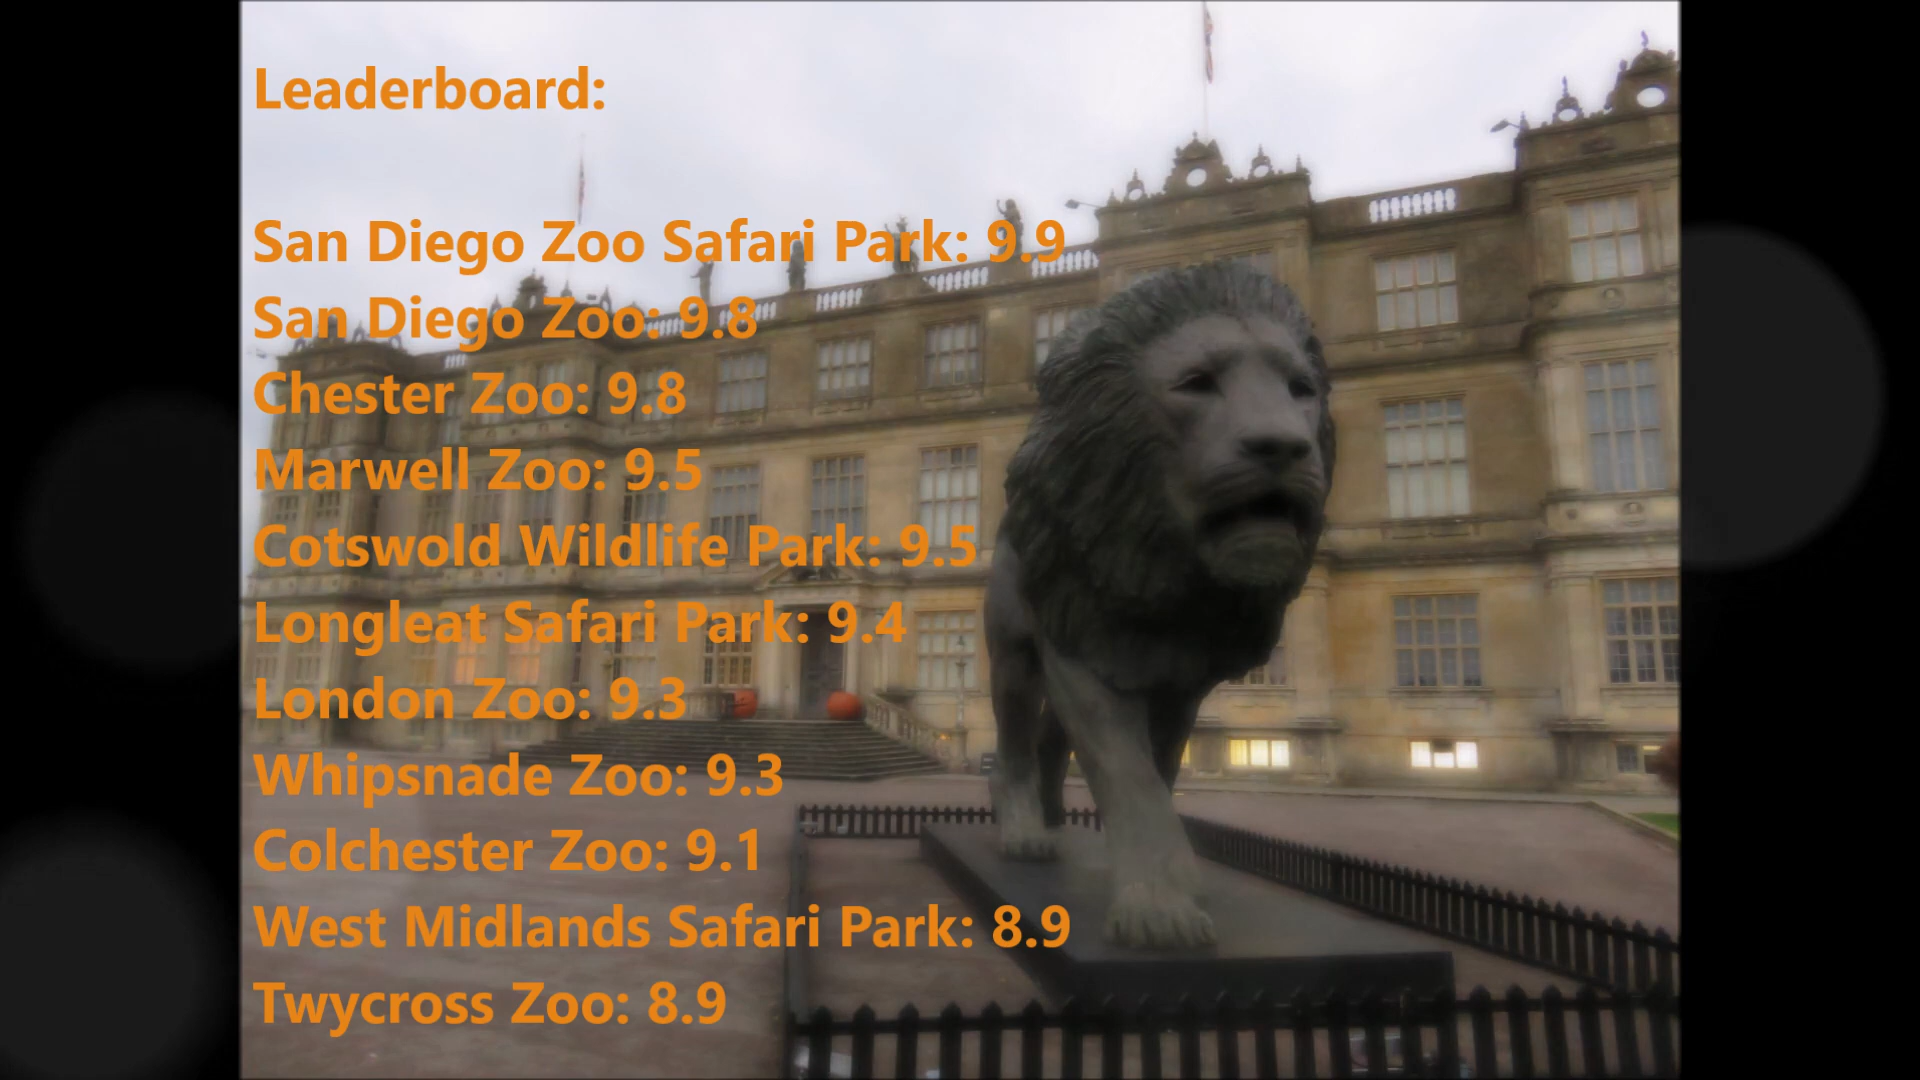 Leaderboard:
San Diego Zoo Safari Park: 9.9
San Diego Zoo: 9.8
Chester Zoo: 9.8
Marwell Zoo: 9.5
Cotswold Wildlife Park: 9.5
Longleat Safari Park: 9.4
London Zoo: 9.3
Whipsnade Zoo: 9.3
Colchester Zoo: 9.1
West Midlands Safari Park: 8.9
Twycross Zoo: 8.9